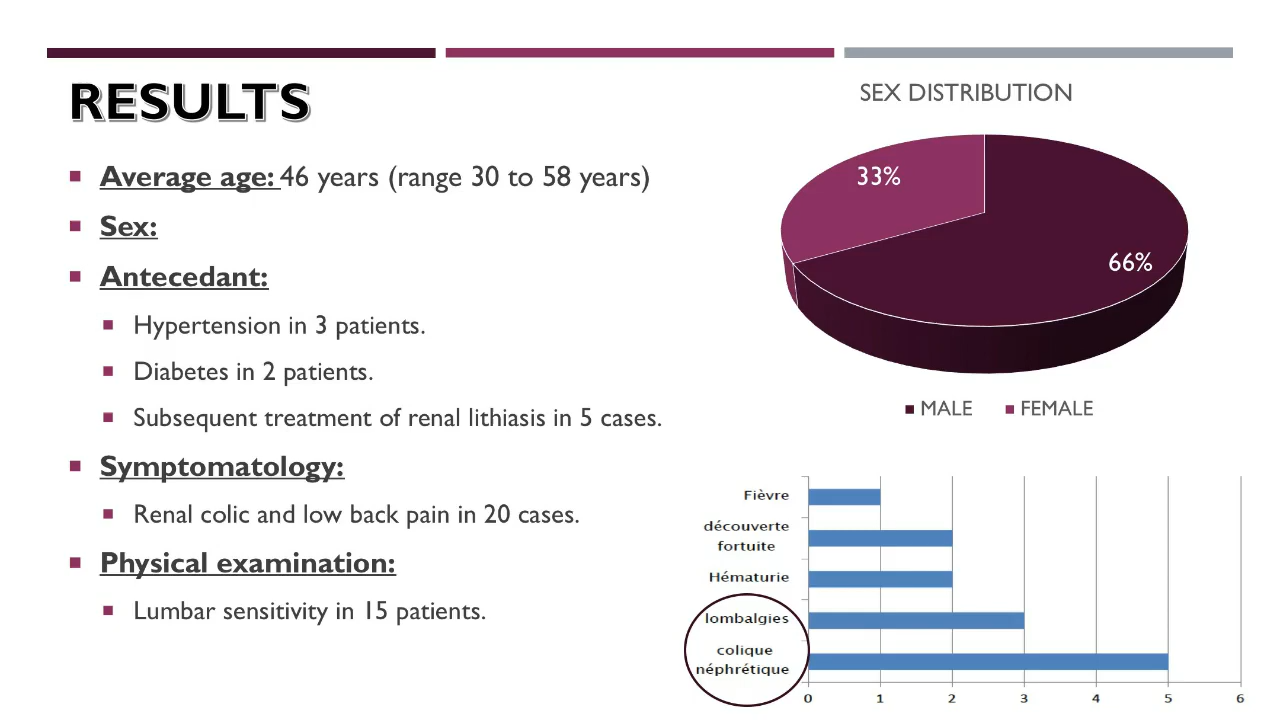 RESULTS
Average age: 46 years (range 30 to 58 years)
Sex:
Antecedant:
Hypertension in 3 patients.
Diabetes in 2 patients.
Subsequent treatment of renal lithiasis in 5 cases.
Symptomatology:
Renal colic and low back pain in 20 cases.
Physical examination:
Lumbar sensitivity in 15 patients.
SEX DISTRIBUTION
33%
66%
MALE FEMALE
Fièvre
découverte
fortuite
Hématurie
lombalgies
colique
néphrétique
0 1 2 3 4 5 6